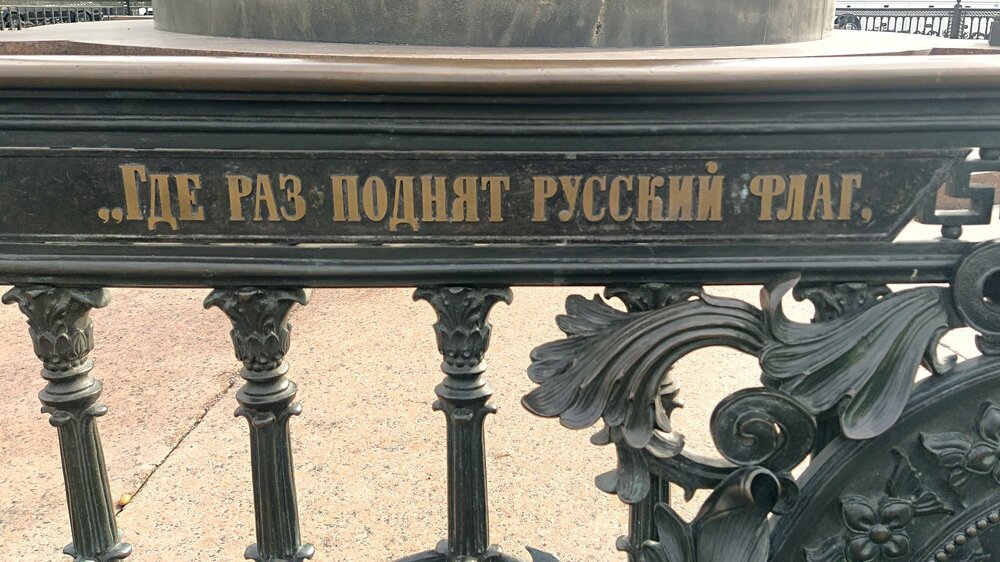 „Где раз поднят русский флаг,